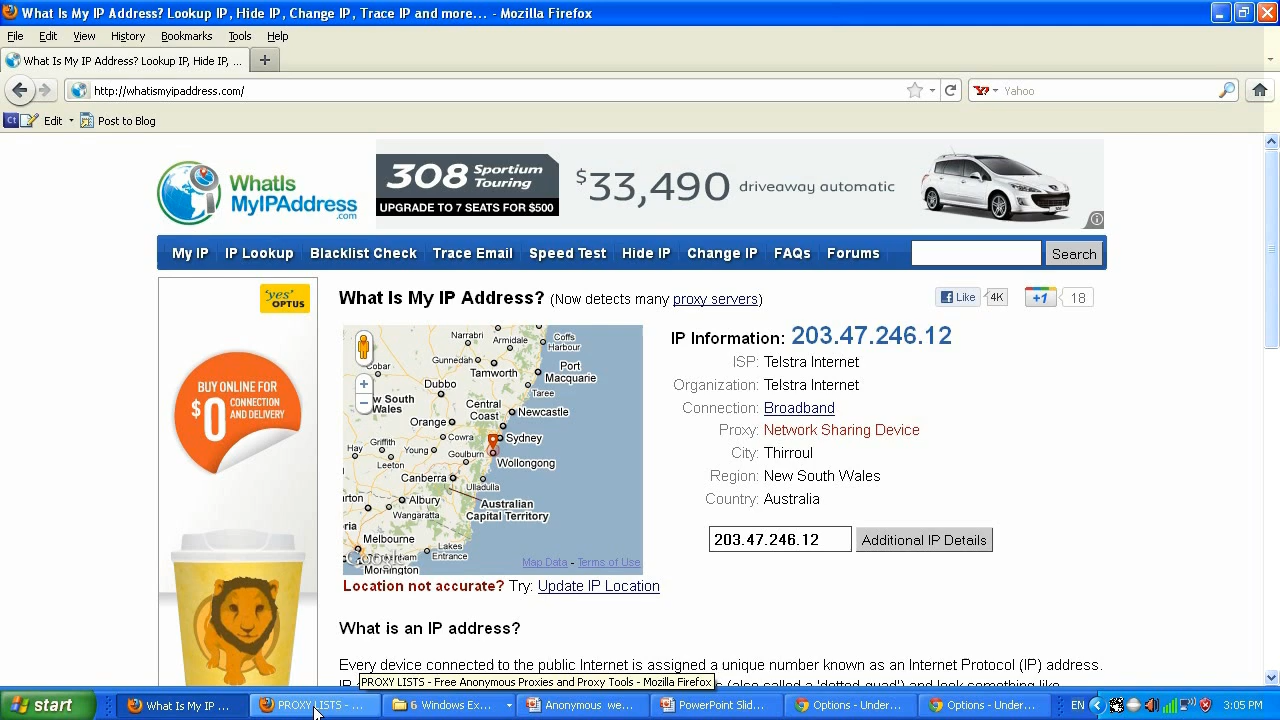 What Is My IP Address? Lookup IP, Hide IP, Change IP, Trace IP and more... - Mozilla Firefox
File Edit View History Bookmarks Tools Help
What Is My IP Address? Lookup IP, Hide IP, ...
http://whatismyipaddress.com/
Yahoo
Edit Post to Blog
WhatIs
MyIPAddress
.com
308 Sportium
Touring
UPGRADE TO 7 SEATS FOR $500
$33,490 driveaway automatic
My IP IP Lookup Blacklist Check Trace Email Speed Test Hide IP Change IP FAQs Forums Search
'yes'
OPTUS
BUY ONLINE FOR
$0 CONNECTION
AND DELIVERY
What Is My IP Address? (Now detects many proxy servers)
Like 4K +1 18
Narrabri
Armidale
Coffs
Harbour
Cobar
Gunnedah
Tamworth
Port
Macquarie
Dubbo
Taree
w South
Wales
Central
Coast
Newcastle
Orange
Cowra
Sydney
Griffith
Young
Hay
Leeton
Goulburn
Wollongong
Canberra
Ulladulla
Albury
Australian
Capital Territory
Wangaratta
Melbourne
Lakes
Entrance
Mornington
Map Data - Terms of Use
IP Information: 203.47.246.12
ISP: Telstra Internet
Organization: Telstra Internet
Connection: Broadband
Proxy: Network Sharing Device
City: Thirroul
Region: New South Wales
Country: Australia
203.47.246.12 Additional IP Details
Location not accurate? Try: Update IP Location
What is an IP address?
Every device connected to the public Internet is assigned a unique number known as an Internet Protocol (IP) address.
PROXY LISTS - Free Anonymous Proxies and Proxy Tools - Mozilla Firefox
start What Is My IP ... PROXY LISTS - ... 6 Windows Ex... Anonymous we... PowerPoint Slid... Options - Under... Options - Under... EN 3:05 PM